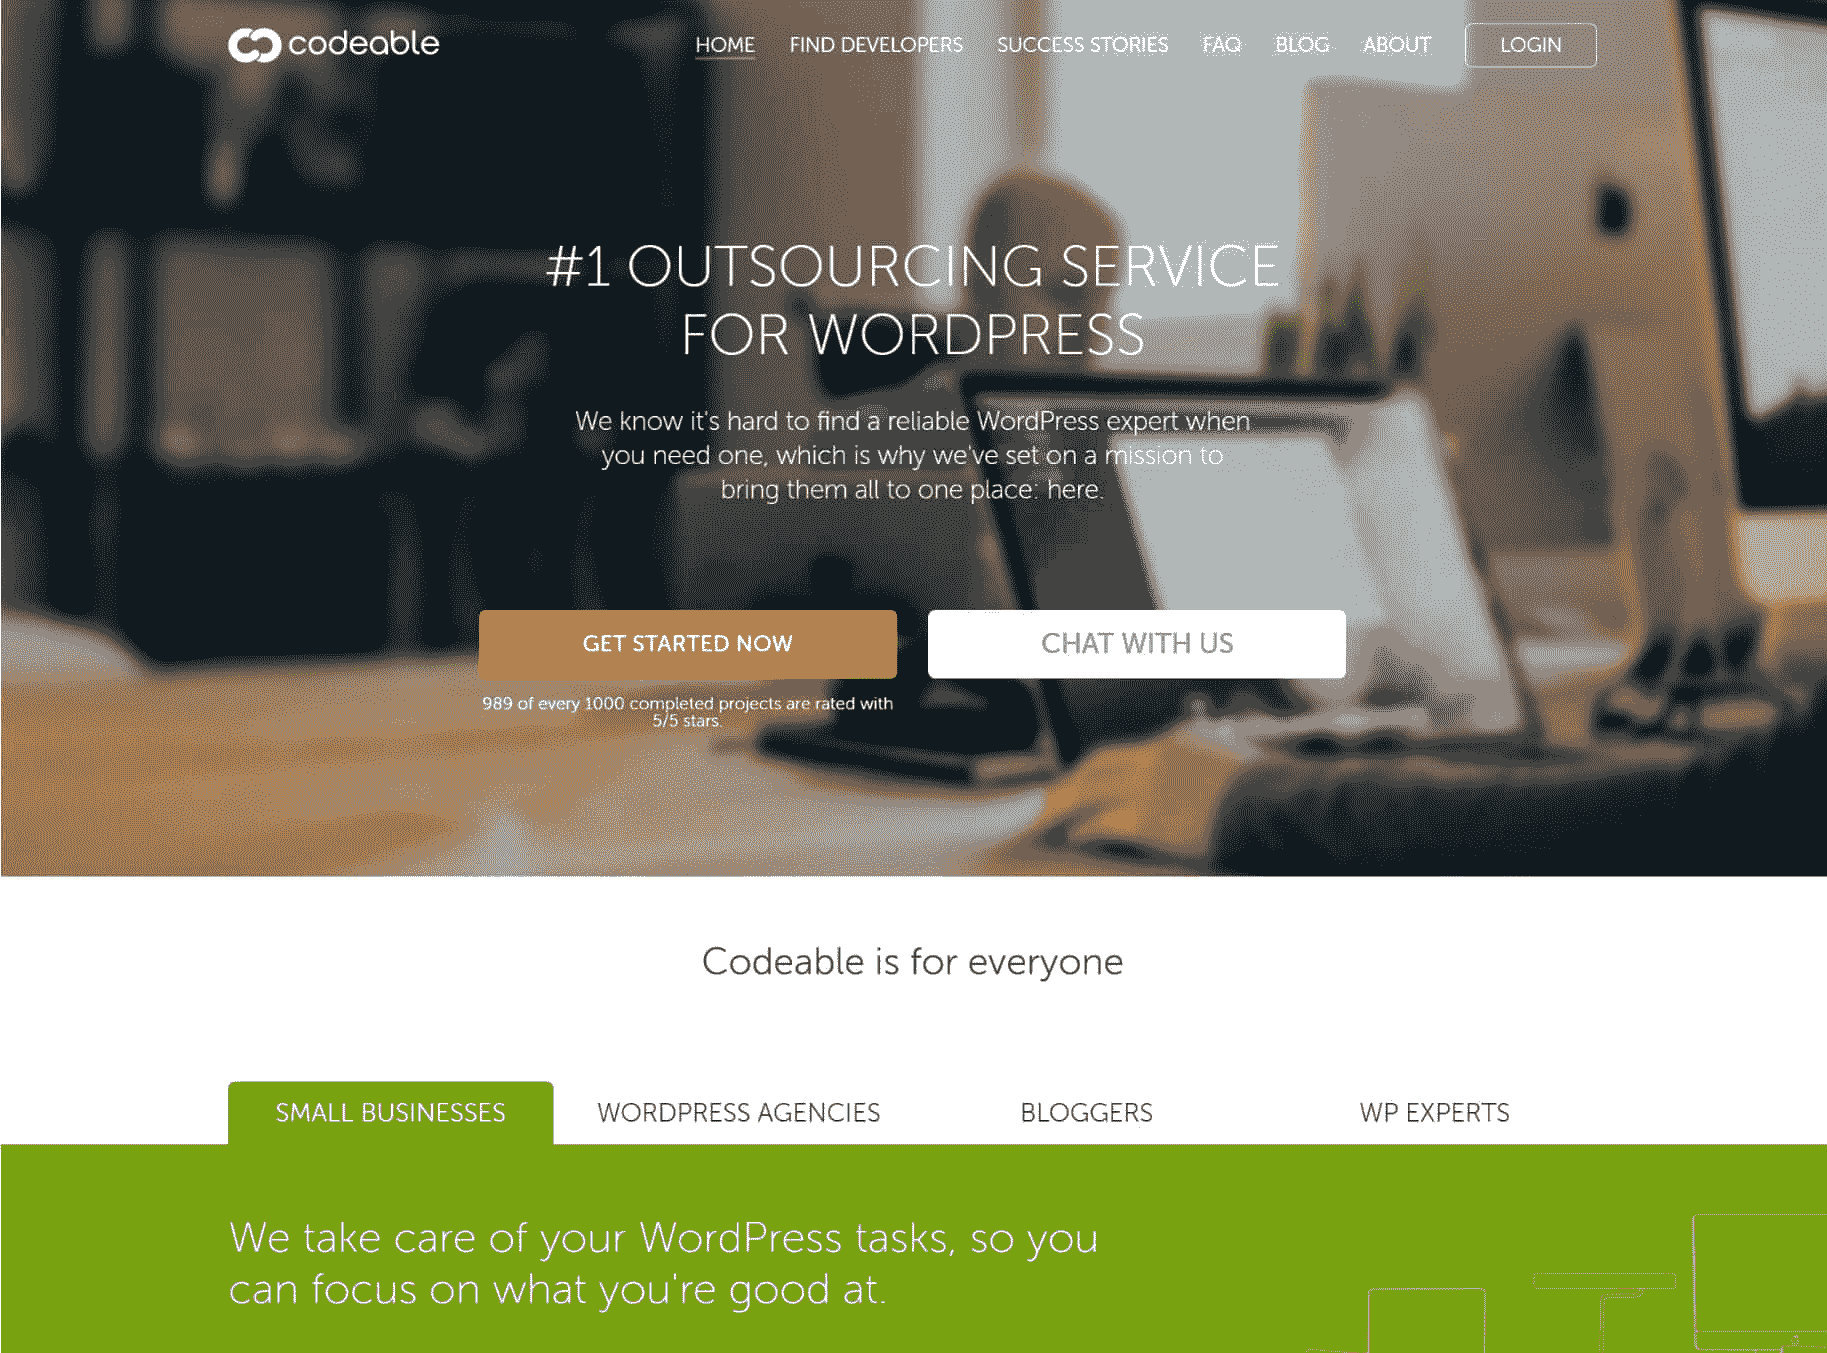 codeable
HOME FIND DEVELOPERS SUCCESS STORIES FAQ BLOG ABOUT LOGIN
#1 OUTSOURCING SERVICE
FOR WORDPRESS
We know it's hard to find a reliable WordPress expert when
you need one, which is why we've set on a mission to
bring them all to one place: here.
GET STARTED NOW
CHAT WITH US
989 of every 1000 completed projects are rated with
5/5 stars.
Codeable is for everyone
SMALL BUSINESSES WORDPRESS AGENCIES BLOGGERS WP EXPERTS
We take care of your WordPress tasks, so you
can focus on what you're good at.